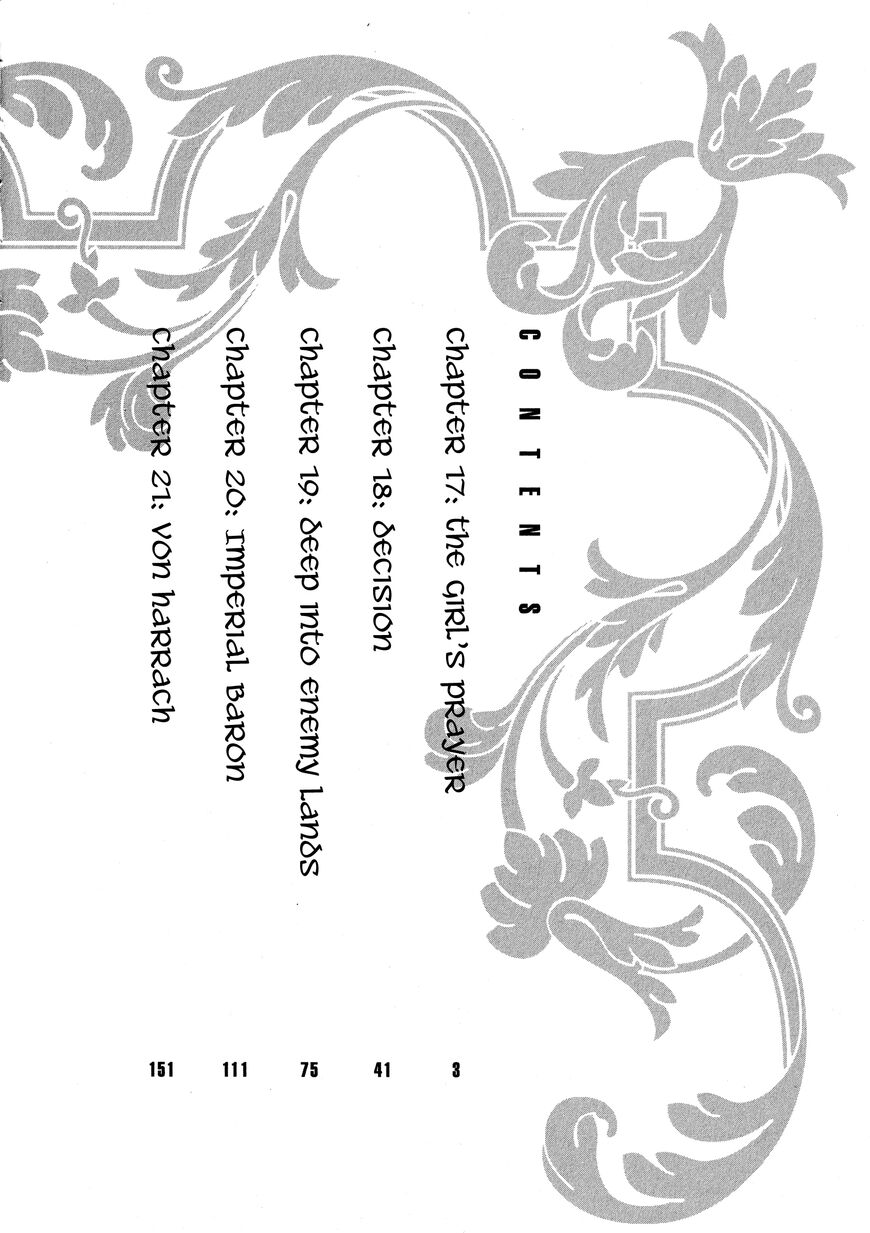 CONTENTS
Chapter 17: The Girl's Prayer 3
Chapter 18: Decision 41
Chapter 19: Deep Into Enemy Lands 75
Chapter 20: Imperial Baron 111
Chapter 21: Von Harrach 151